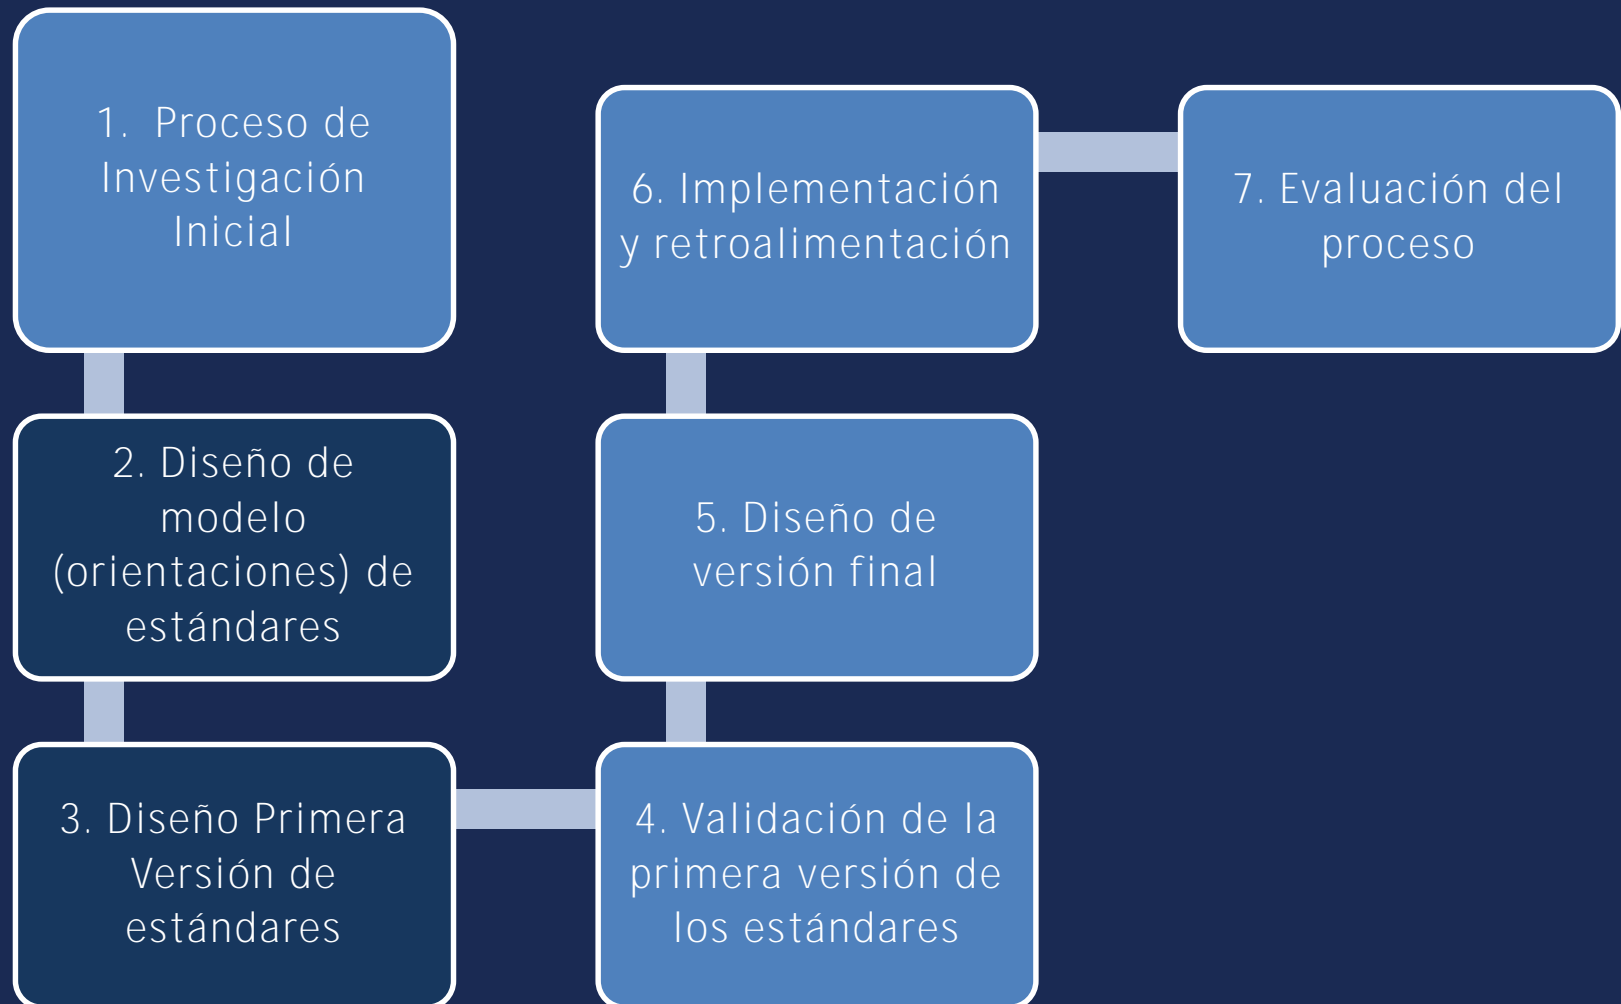 1. Proceso de
Investigación
Inicial
2. Diseño de
modelo
(orientaciones) de
estándares
3. Diseño Primera
Versión de
estándares
4. Validación de la
primera versión de
los estándares
5. Diseño de
versión final
6. Implementación
y retroalimentación
7. Evaluación del
proceso